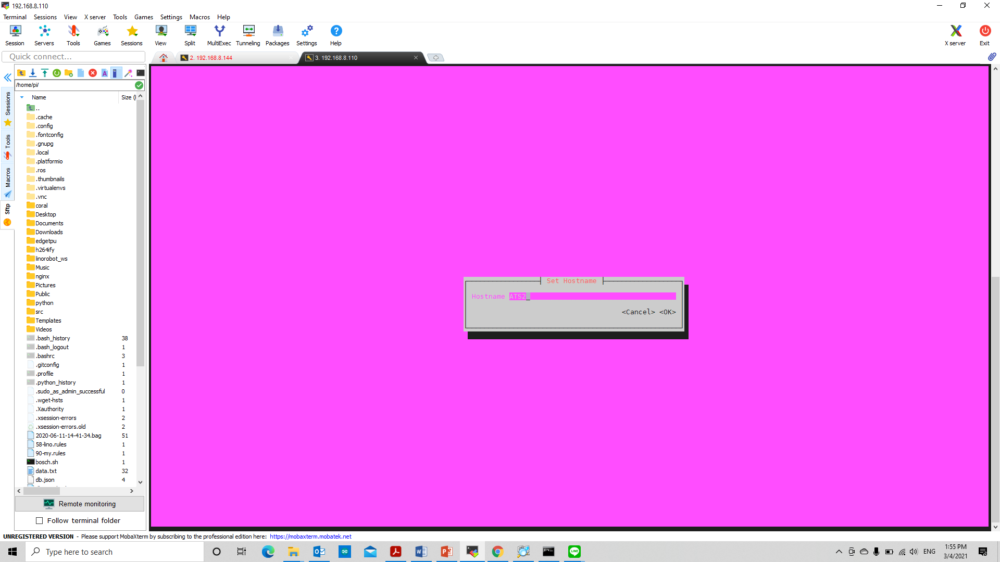 192.168.8.110
Terminal Sessions View X server Tools Games Settings Macros Help
Session Servers Tools Games Sessions View Split MultiExec Tunneling Packages Settings Help X server Exit
Quick connect...
2. 192.168.8.144
3. 192.168.8.110
/home/pi/
Sessions
Tools
Macros
Sftp
Name Size (
..
.cache
.config
.fontconfig
.gnupg
.local
.platformio
.ros
.thumbnails
.virtualenvs
.vnc
coral
Desktop
Documents
Downloads
edgetpu
h264ify
linorobot_ws
Music
nginx
Pictures
Public
python
src
Templates
Videos
.bash_history 38
.bash_logout 1
.bashrc 3
.gitconfig 1
.profile 1
.python_history 1
.sudo_as_admin_successful 0
.wget-hsts 1
.Xauthority 1
.xsession-errors 2
.xsession-errors.old 2
2020-06-11-14-41-34.bag 51
58-lino.rules 1
90-my.rules 1
bosch.sh 1
data.txt 32
db.json 4
Remote monitoring
Follow terminal folder
Set Hostname
Hostname ATS2_
<Cancel> <OK>
UNREGISTERED VERSION - Please support MobaXterm by subscribing to the professional edition here: https://mobaxterm.mobatek.net
Type here to search
ENG
1:55 PM
3/4/2021